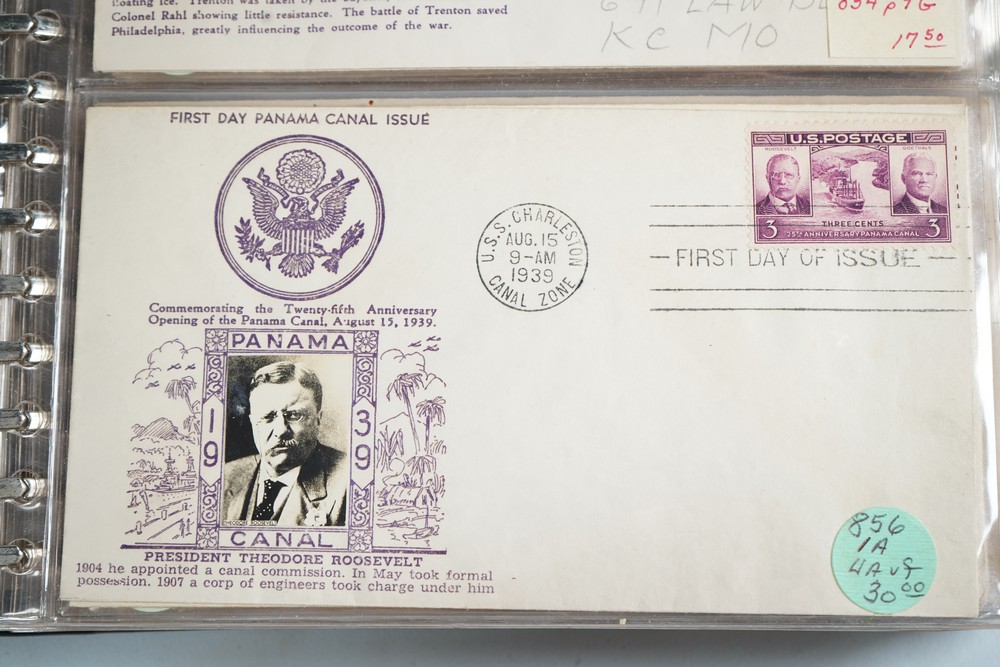 Colonel Rahl showing little resistance. The battle of Trenton saved
Philadelphia, greatly influencing the outcome of the war.
KC MO
17 50
FIRST DAY PANAMA CANAL ISSUE
Commemorating the Twenty-fifth Anniversary
Opening of the Panama Canal, August 15, 1939.
PANAMA
1939
THEODORE ROOSEVELT
CANAL
PRESIDENT THEODORE ROOSEVELT
1904 he appointed a canal commission. In May took formal
possession. 1907 a corp of engineers took charge under him
U.S.S. CHARLESTON
AUG. 15
9-AM
1939
CANAL ZONE
U.S. POSTAGE
ROOSEVELT
GOETHALS
THREE CENTS
3 3
25TH ANNIVERSARY PANAMA CANAL
FIRST DAY OF ISSUE
856
1A
30 00